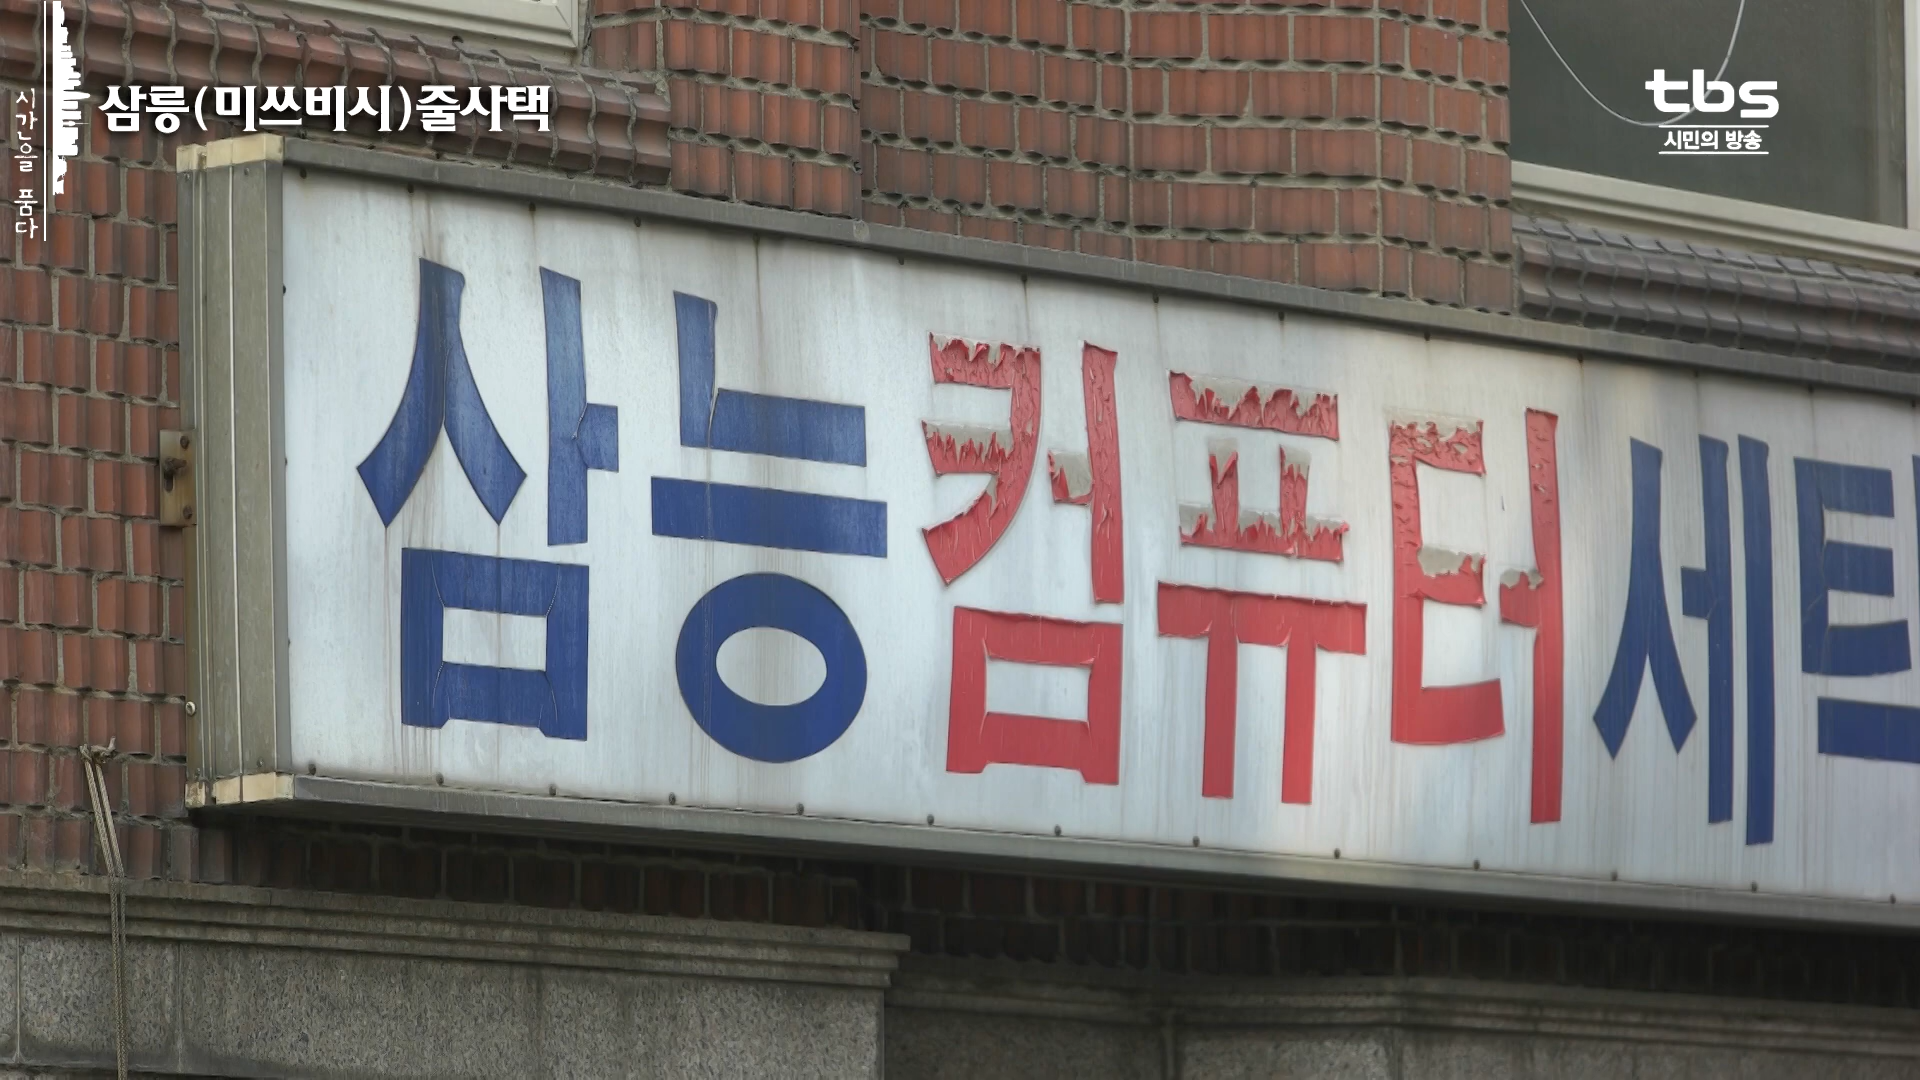 시간을 품다
삼릉(미쓰비시)줄사택
tbs
시민의 방송
삼능컴퓨터세탁